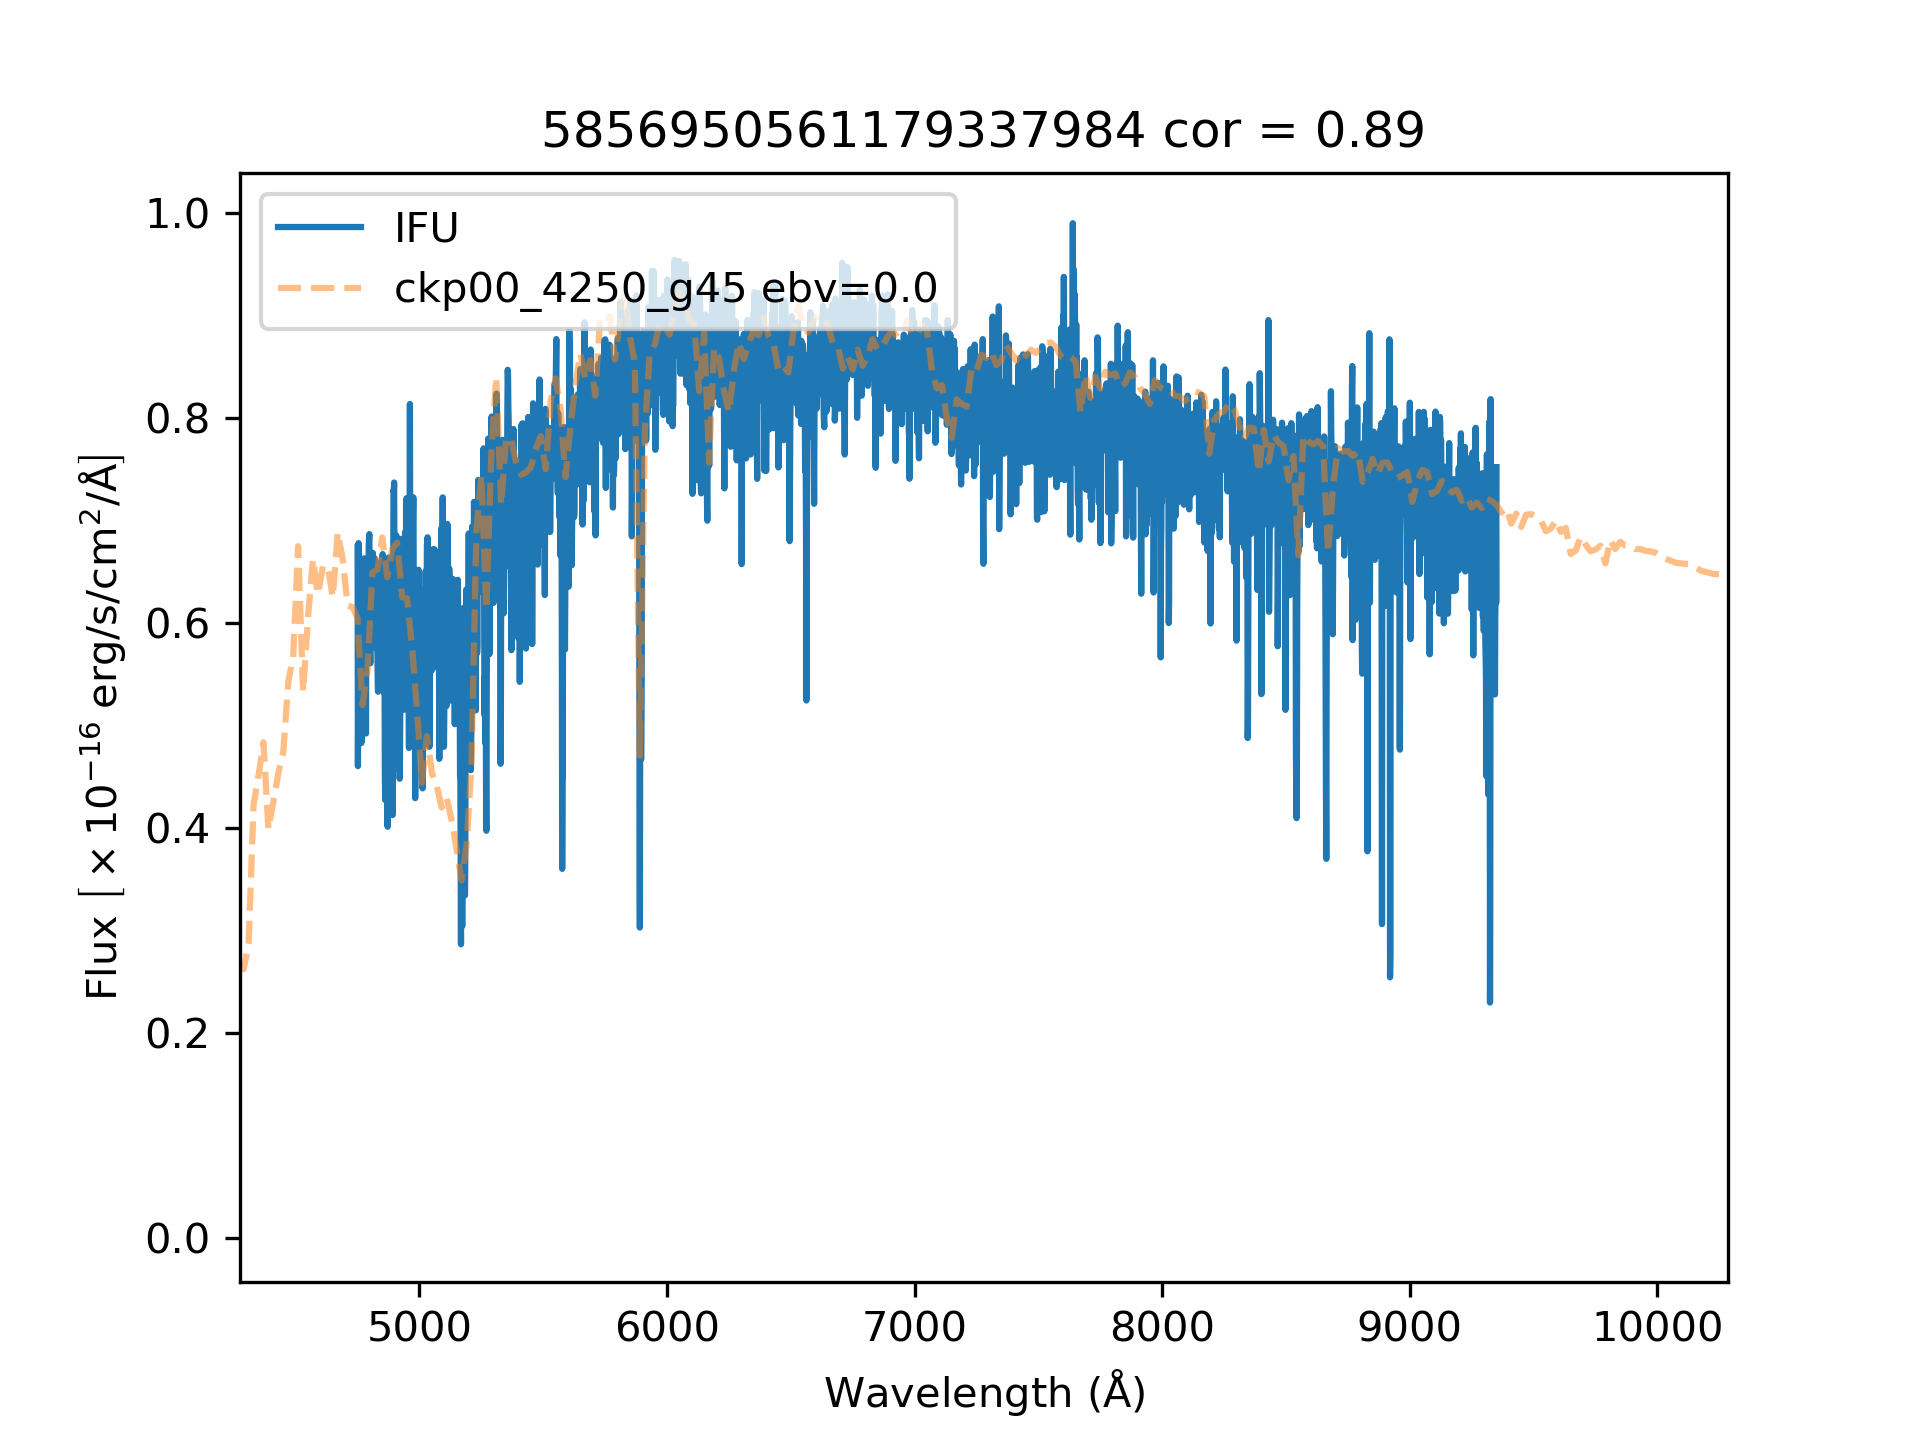 5856950561179337984 cor = 0.89
IFU
ckp00_4250_g45 ebv=0.0
1.0
0.8
0.6
0.4
0.2
0.0
Flux [×10⁻¹⁶ erg/s/cm²/Å]
5000 6000 7000 8000 9000 10000
Wavelength (Å)